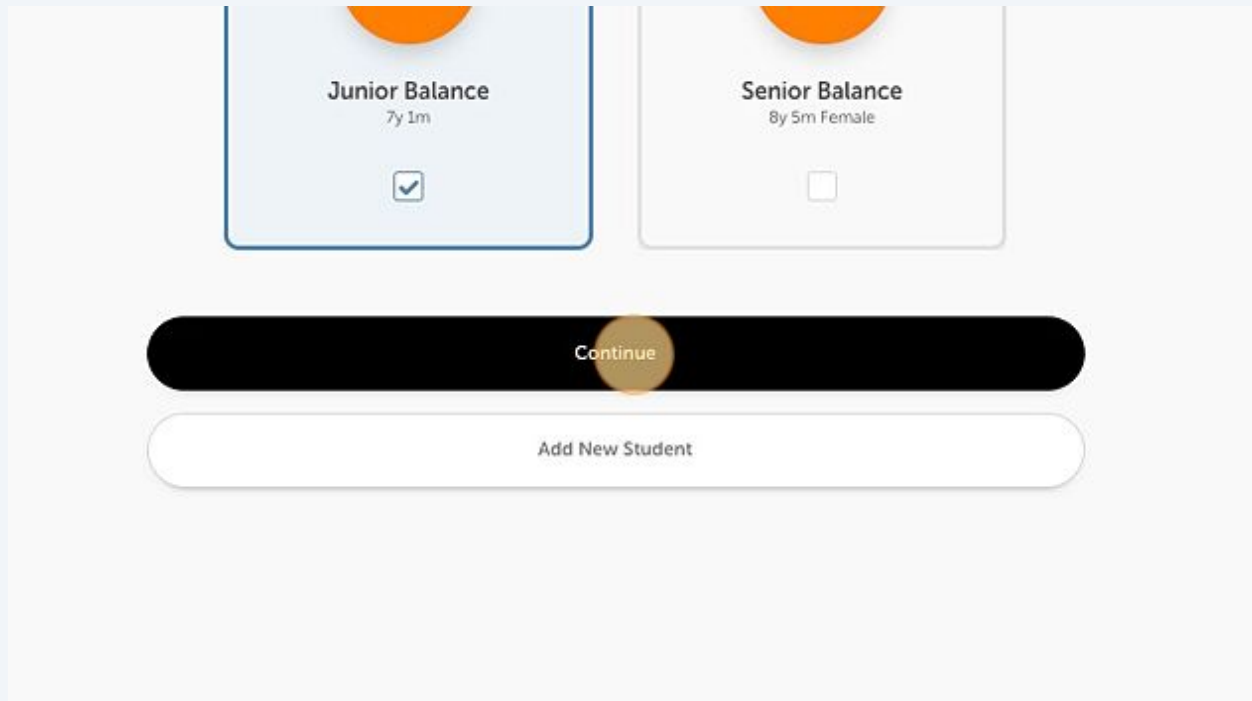 Junior Balance
Senior Balance
7y 1m
8y 5m Female
Continue
Add New Student